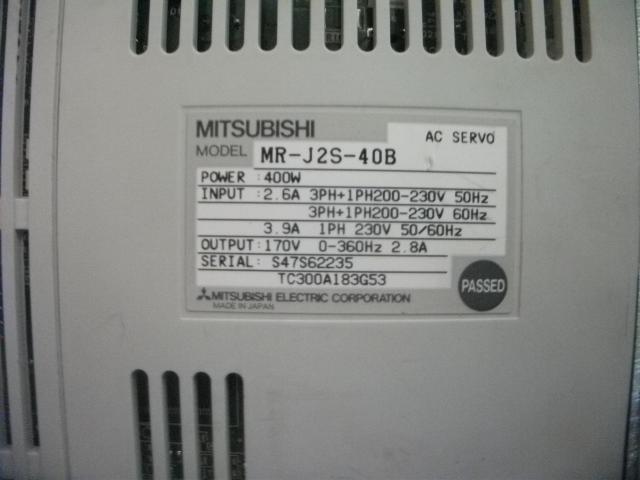 MITSUBISHI
AC SERVO
MODEL MR-J2S-40B
POWER : 400W
INPUT : 2.6A 3PH+1PH200-230V 50Hz
3PH+1PH200-230V 60Hz
3.9A 1PH 230V 50/60Hz
OUTPUT: 170V 0-360Hz 2.8A
SERIAL: S47S62235
TC300A183G53
MITSUBISHI ELECTRIC CORPORATION
MADE IN JAPAN
PASSED